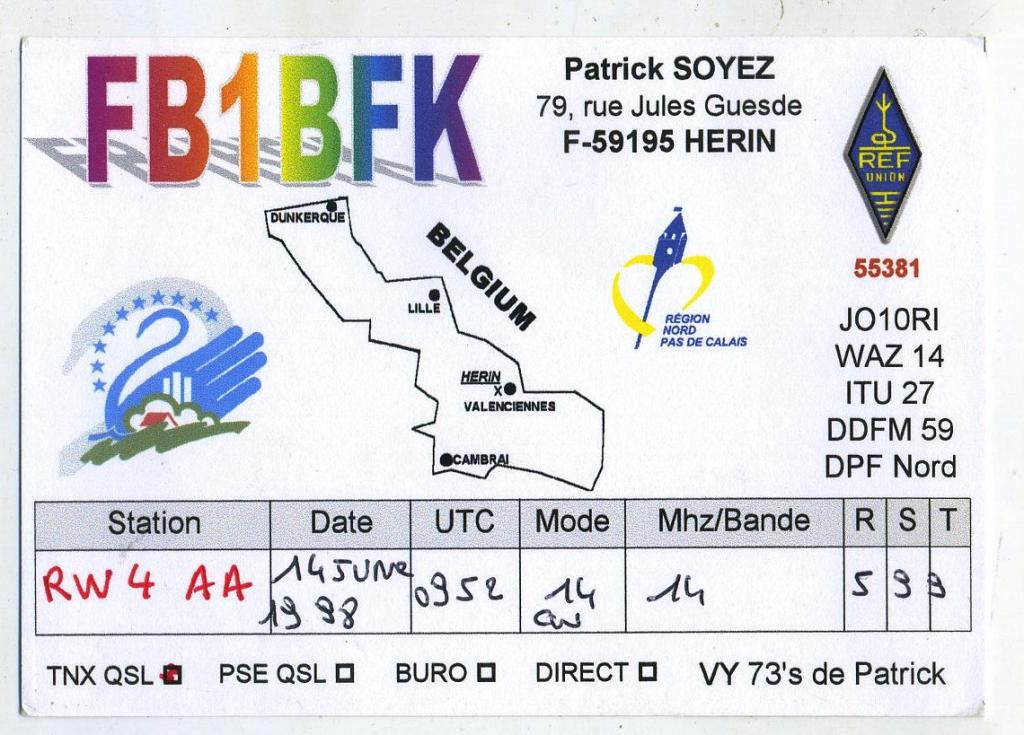 FB1BFK
Patrick SOYEZ
79, rue Jules Guesde
F-59195 HERIN
REF
UNION
55381
JO10RI
WAZ 14
ITU 27
DDFM 59
DPF Nord
DUNKERQUE
BELGIUM
LILLE
HERIN
X
VALENCIENNES
CAMBRAI
RÉGION
NORD
PAS DE CALAIS
Station Date UTC Mode Mhz/Bande R S T
RW4 AA 14 JUNE 1998 0952 14 cw 14 5 9 9
TNX QSL PSE QSL BURO DIRECT VY 73's de Patrick